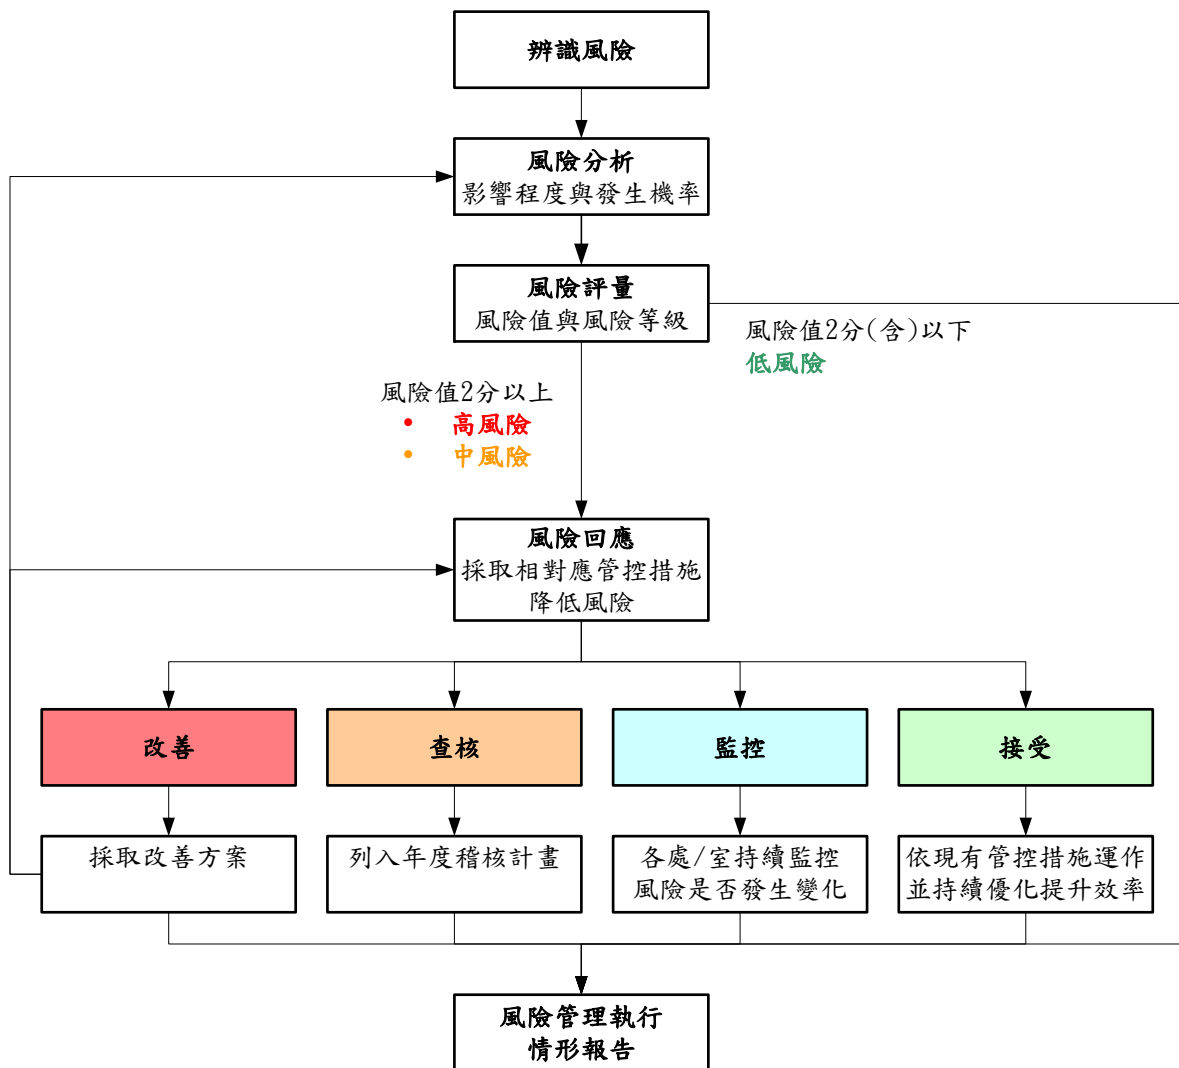 辨識風險
風險分析
影響程度與發生機率
風險評量
風險值與風險等級
風險值2分(含)以下
低風險
風險值2分以上
• 高風險
• 中風險
風險回應
採取相對應管控措施
降低風險
改善
查核
監控
接受
採取改善方案
列入年度稽核計畫
各處/室持續監控
風險是否發生變化
依現有管控措施運作
並持續優化提升效率
風險管理執行
情形報告